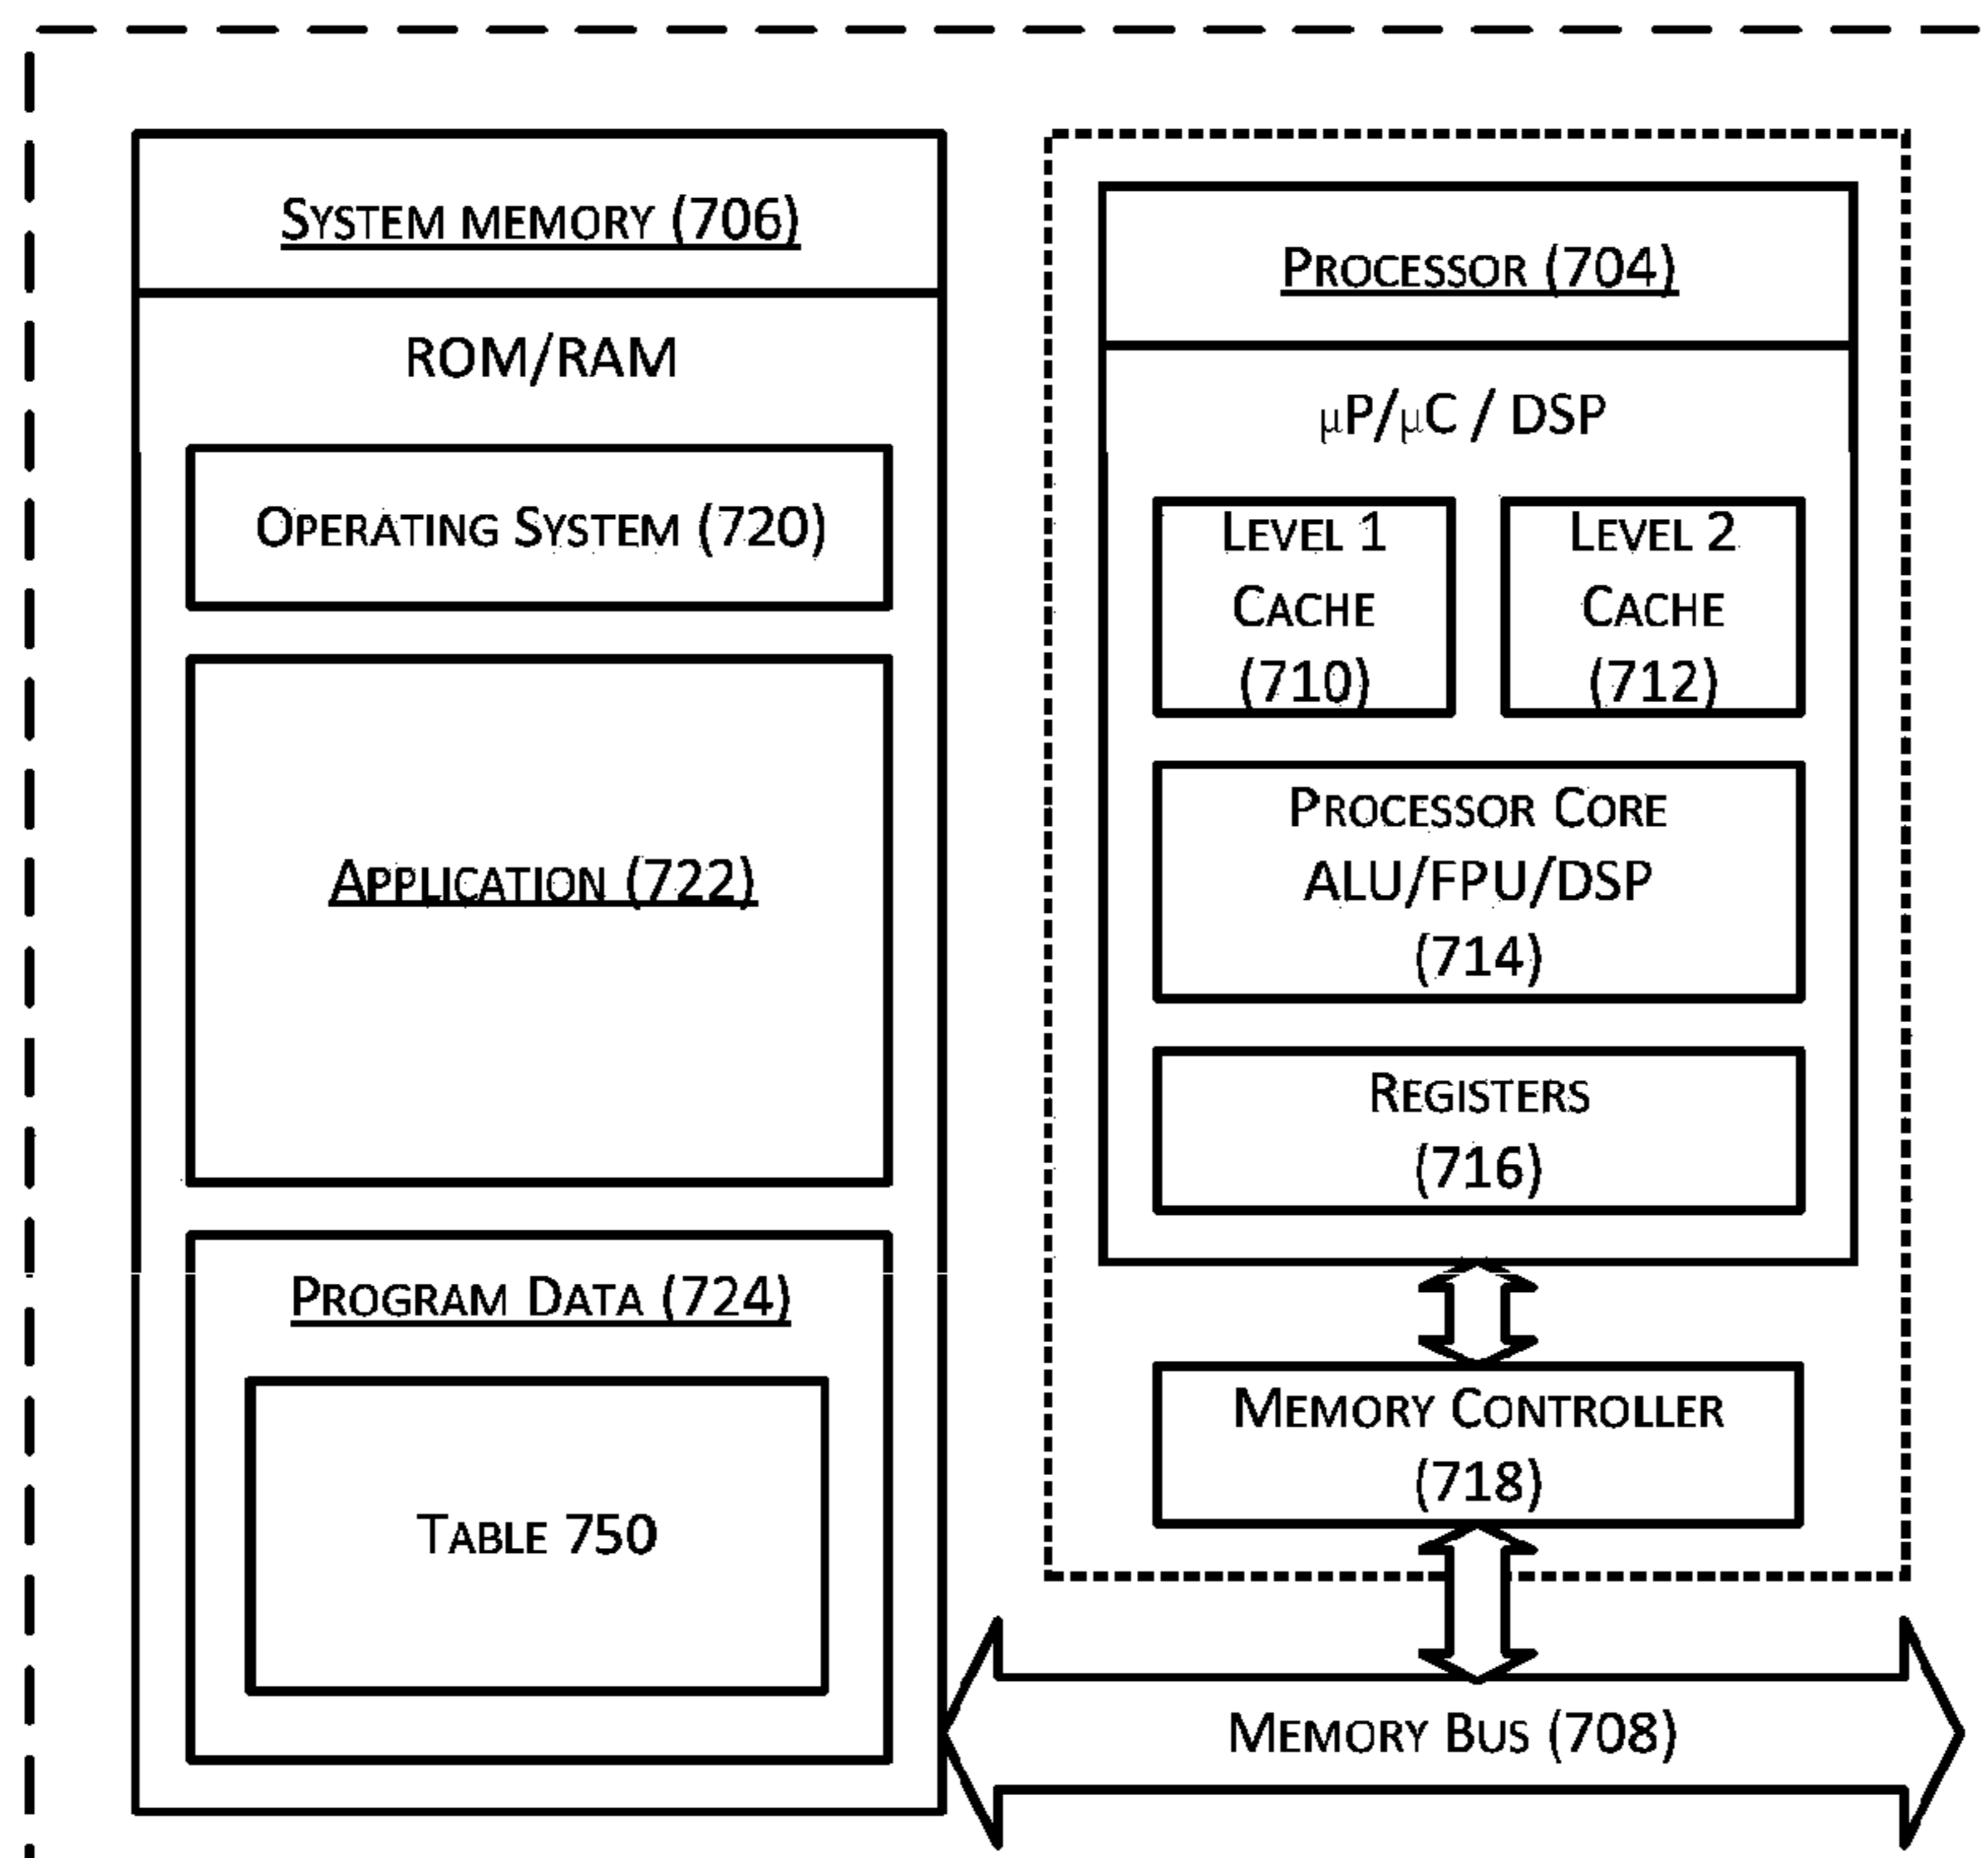 SYSTEM MEMORY (706)
ROM/RAM
OPERATING SYSTEM (720)
APPLICATION (722)
PROGRAM DATA (724)
TABLE 750
PROCESSOR (704)
µP/µC / DSP
LEVEL 1
CACHE
(710)
LEVEL 2
CACHE
(712)
PROCESSOR CORE
ALU/FPU/DSP
(714)
REGISTERS
(716)
MEMORY CONTROLLER
(718)
MEMORY BUS (708)